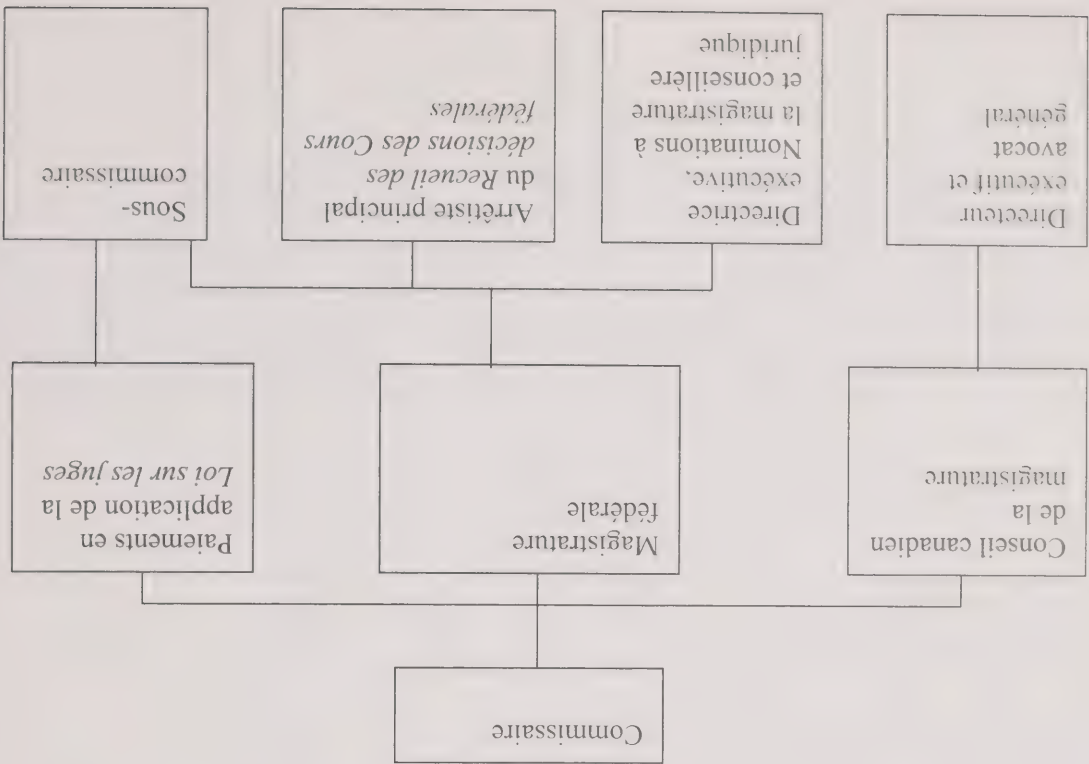 Commissaire
Conseil canadien
de la
magistrature
Magistrature
fédérale
Paiements en
application de la
Loi sur les juges
Directeur
exécutif et
avocat
général
Directrice
exécutive,
Nominations à
la magistrature
et conseillère
juridique
Arrêtiste principal
du Recueil des
décisions des Cours
fédérales
Sous-
commissaire